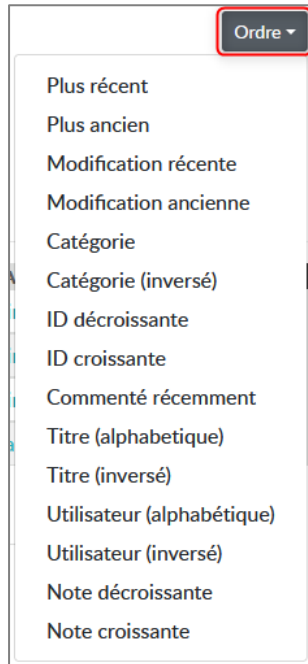 Ordre
Plus récent
Plus ancien
Modification récente
Modification ancienne
Catégorie
Catégorie (inversé)
ID décroissante
ID croissante
Commenté récemment
Titre (alphabetique)
Titre (inversé)
Utilisateur (alphabétique)
Utilisateur (inversé)
Note décroissante
Note croissante